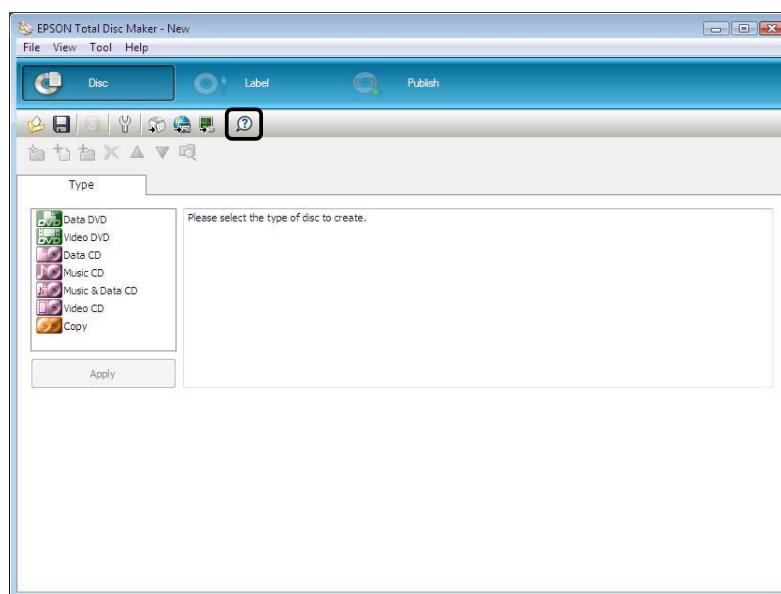 EPSON Total Disc Maker - New
File View Tool Help
Disc Label Publish
Type
Data DVD
Video DVD
Data CD
Music CD
Music & Data CD
Video CD
Copy
Please select the type of disc to create.
Apply